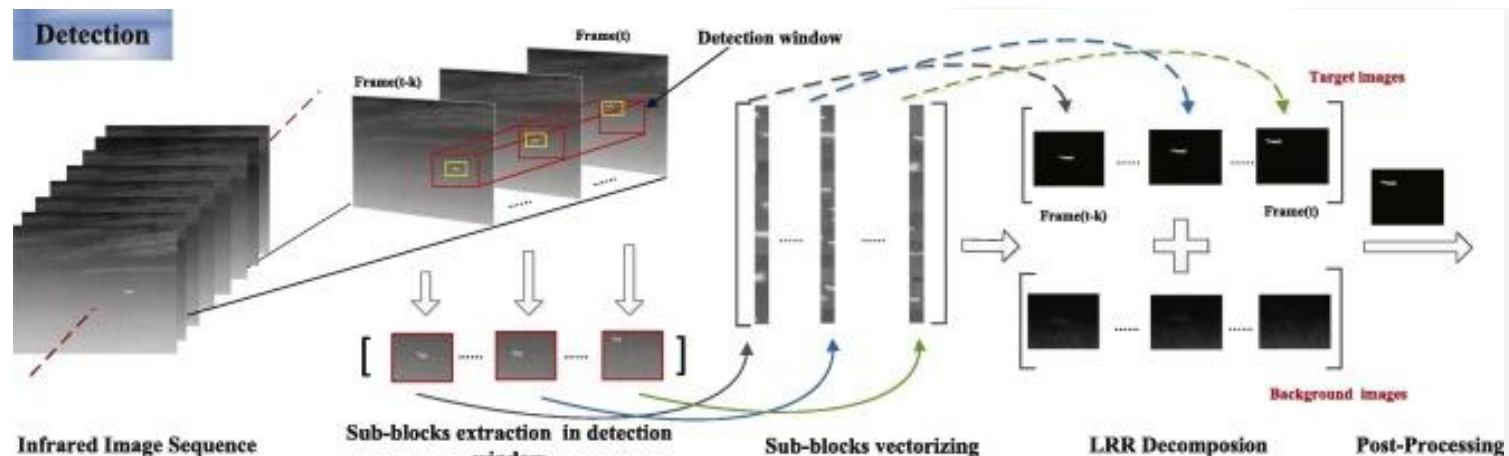 Detection
Frame(t)
Detection window
Frame(t-k)
Target images
.....
.....
.....
.....
.....
Frame(t-k)
Frame(t)
.....
.....
.....
.....
Background images
Infrared Image Sequence
Sub-blocks extraction in detection
window
Sub-blocks vectorizing
LRR Decomposion
Post-Processing